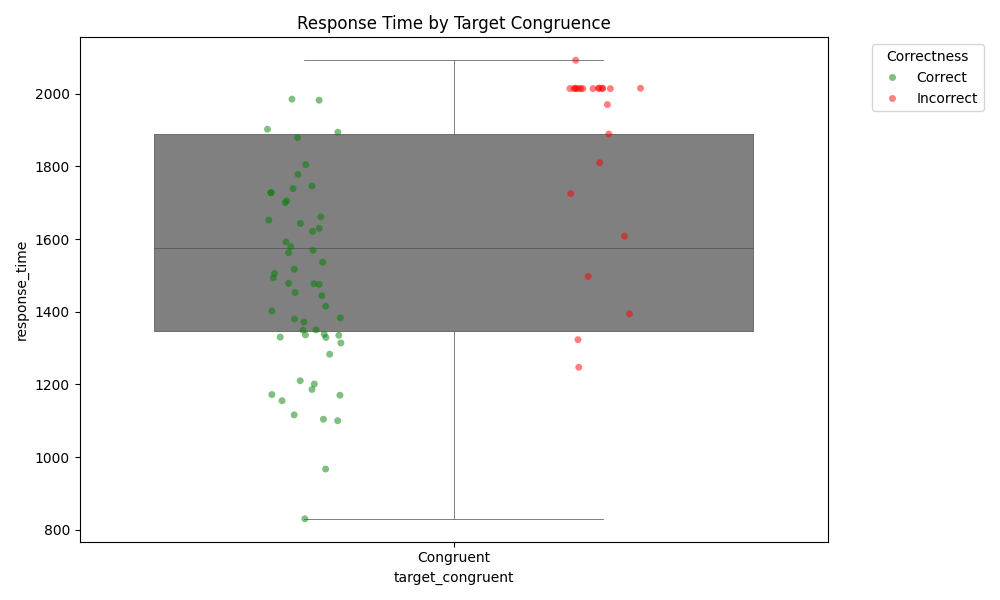 Response Time by Target Congruence
Correctness
Correct
Incorrect
2000
1800
1600
1400
1200
1000
800
response_time
Congruent
target_congruent